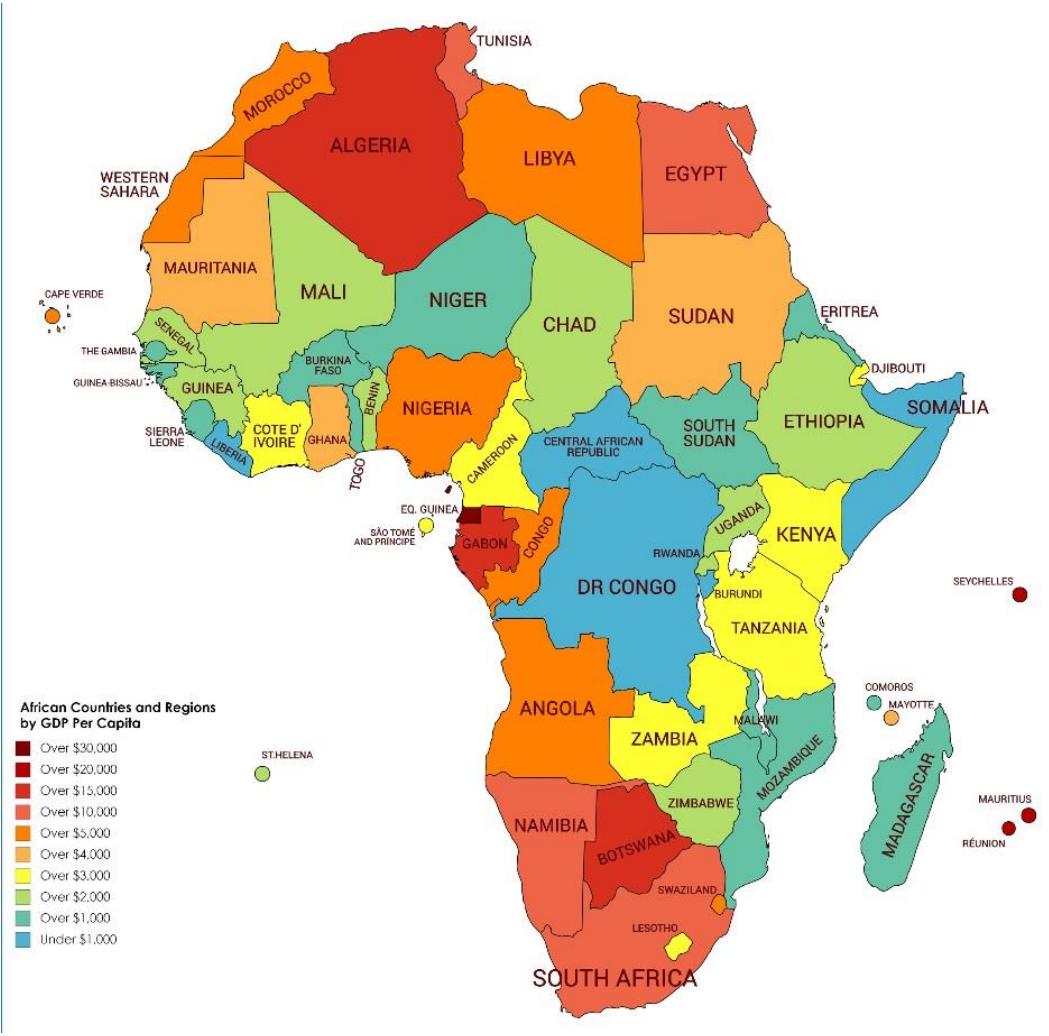 TUNISIA
MOROCCO
ALGERIA
LIBYA
EGYPT
WESTERN
SAHARA
MAURITANIA
MALI
NIGER
CHAD
SUDAN
ERITREA
CAPE VERDE
SENEGAL
THE GAMBIA
GUINEA-BISSAU
GUINEA
BURKINA
FASO
BENIN
NIGERIA
DJIBOUTI
SOMALIA
ETHIOPIA
SOUTH
SUDAN
SIERRA
LEONE
LIBERIA
COTE D'
IVOIRE
GHANA
TOGO
CAMEROON
CENTRAL AFRICAN
REPUBLIC
EQ. GUINEA
SÃO TOMÉ
AND PRÍNCIPE
GABON
CONGO
UGANDA
KENYA
RWANDA
DR CONGO
BURUNDI
TANZANIA
SEYCHELLES
COMOROS
MAYOTTE
ANGOLA
ZAMBIA
MALAWI
MOZAMBIQUE
MADAGASCAR
ST.HELENA
ZIMBABWE
NAMIBIA
BOTSWANA
MAURITIUS
RÉUNION
SWAZILAND
LESOTHO
SOUTH AFRICA
African Countries and Regions
by GDP Per Capita
Over $30,000
Over $20,000
Over $15,000
Over $10,000
Over $5,000
Over $4,000
Over $3,000
Over $2,000
Over $1,000
Under $1,000